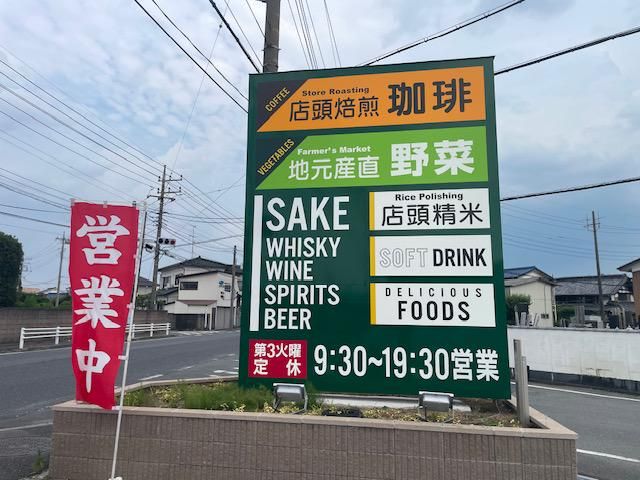 COFFEE
Store Roasting
店頭焙煎 珈琲
VEGETABLES
Farmer's Market
地元産直 野菜
SAKE
WHISKY
WINE
SPIRITS
BEER
Rice Polishing
店頭精米
SOFT DRINK
DELICIOUS
FOODS
第3火曜
定休
9:30~19:30営業
営業中